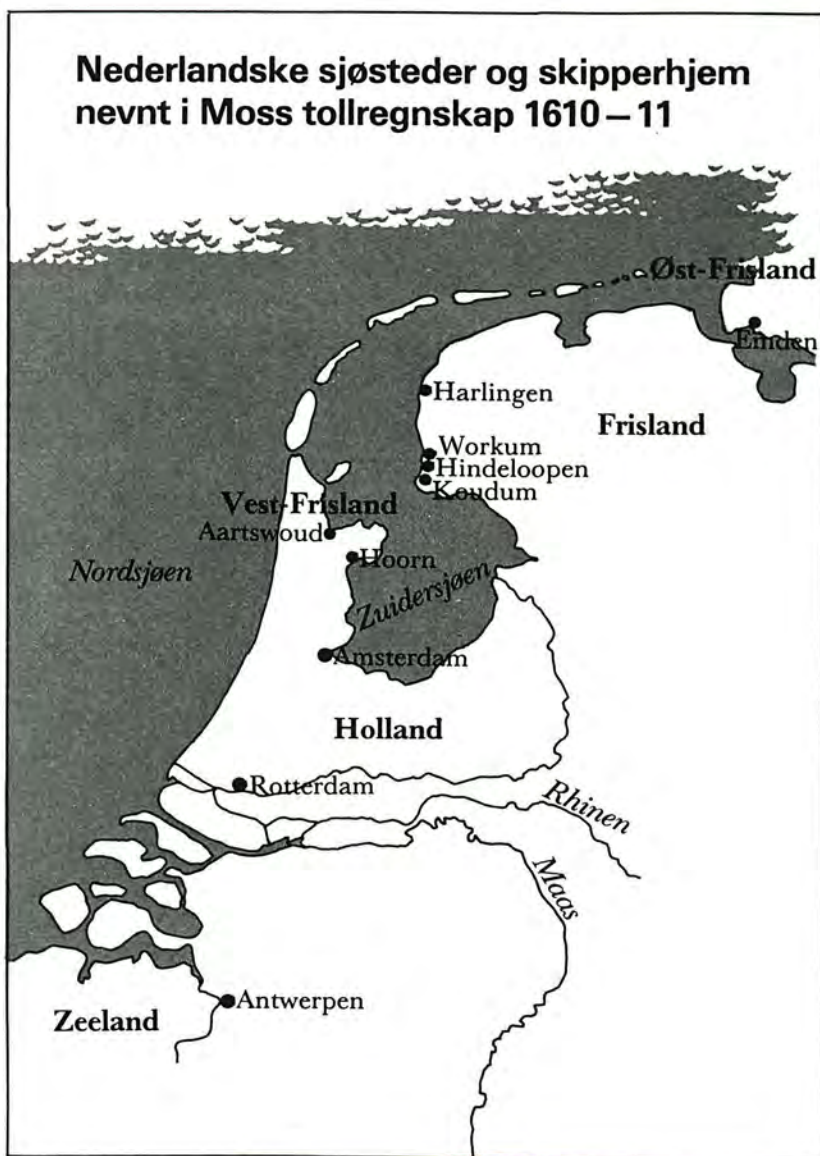 Nederlandske sjøsteder og skipperhjem
nevnt i Moss tollregnskap 1610–11
Øst-Frisland
Emden
Harlingen
Frisland
Workum
Hindeloopen
Koudum
Vest-Frisland
Aartswoud
Hoorn
Nordsjøen
Zuidersjøen
Amsterdam
Holland
Rotterdam
Rhinen
Maas
Antwerpen
Zeeland